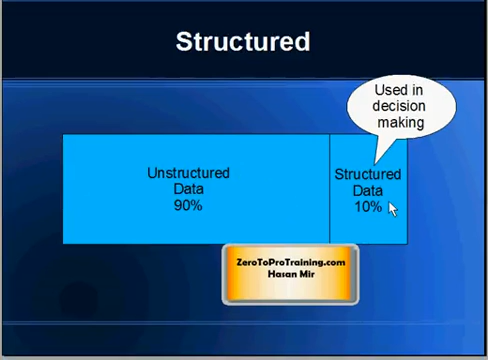 Structured
Used in
decision
making
Unstructured
Data
90%
Structured
Data
10%
ZeroToProTraining.com
Hasan Mir